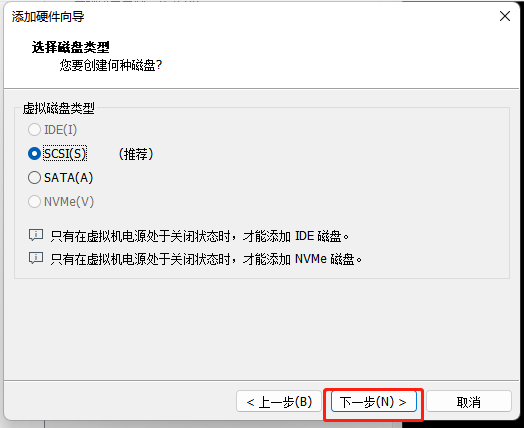 添加硬件向导
选择磁盘类型
您要创建何种磁盘?
虚拟磁盘类型
IDE(I)
SCSI(S) (推荐)
SATA(A)
NVMe(V)
只有在虚拟机电源处于关闭状态时，才能添加 IDE 磁盘。
只有在虚拟机电源处于关闭状态时，才能添加 NVMe 磁盘。
< 上一步(B) 下一步(N) > 取消